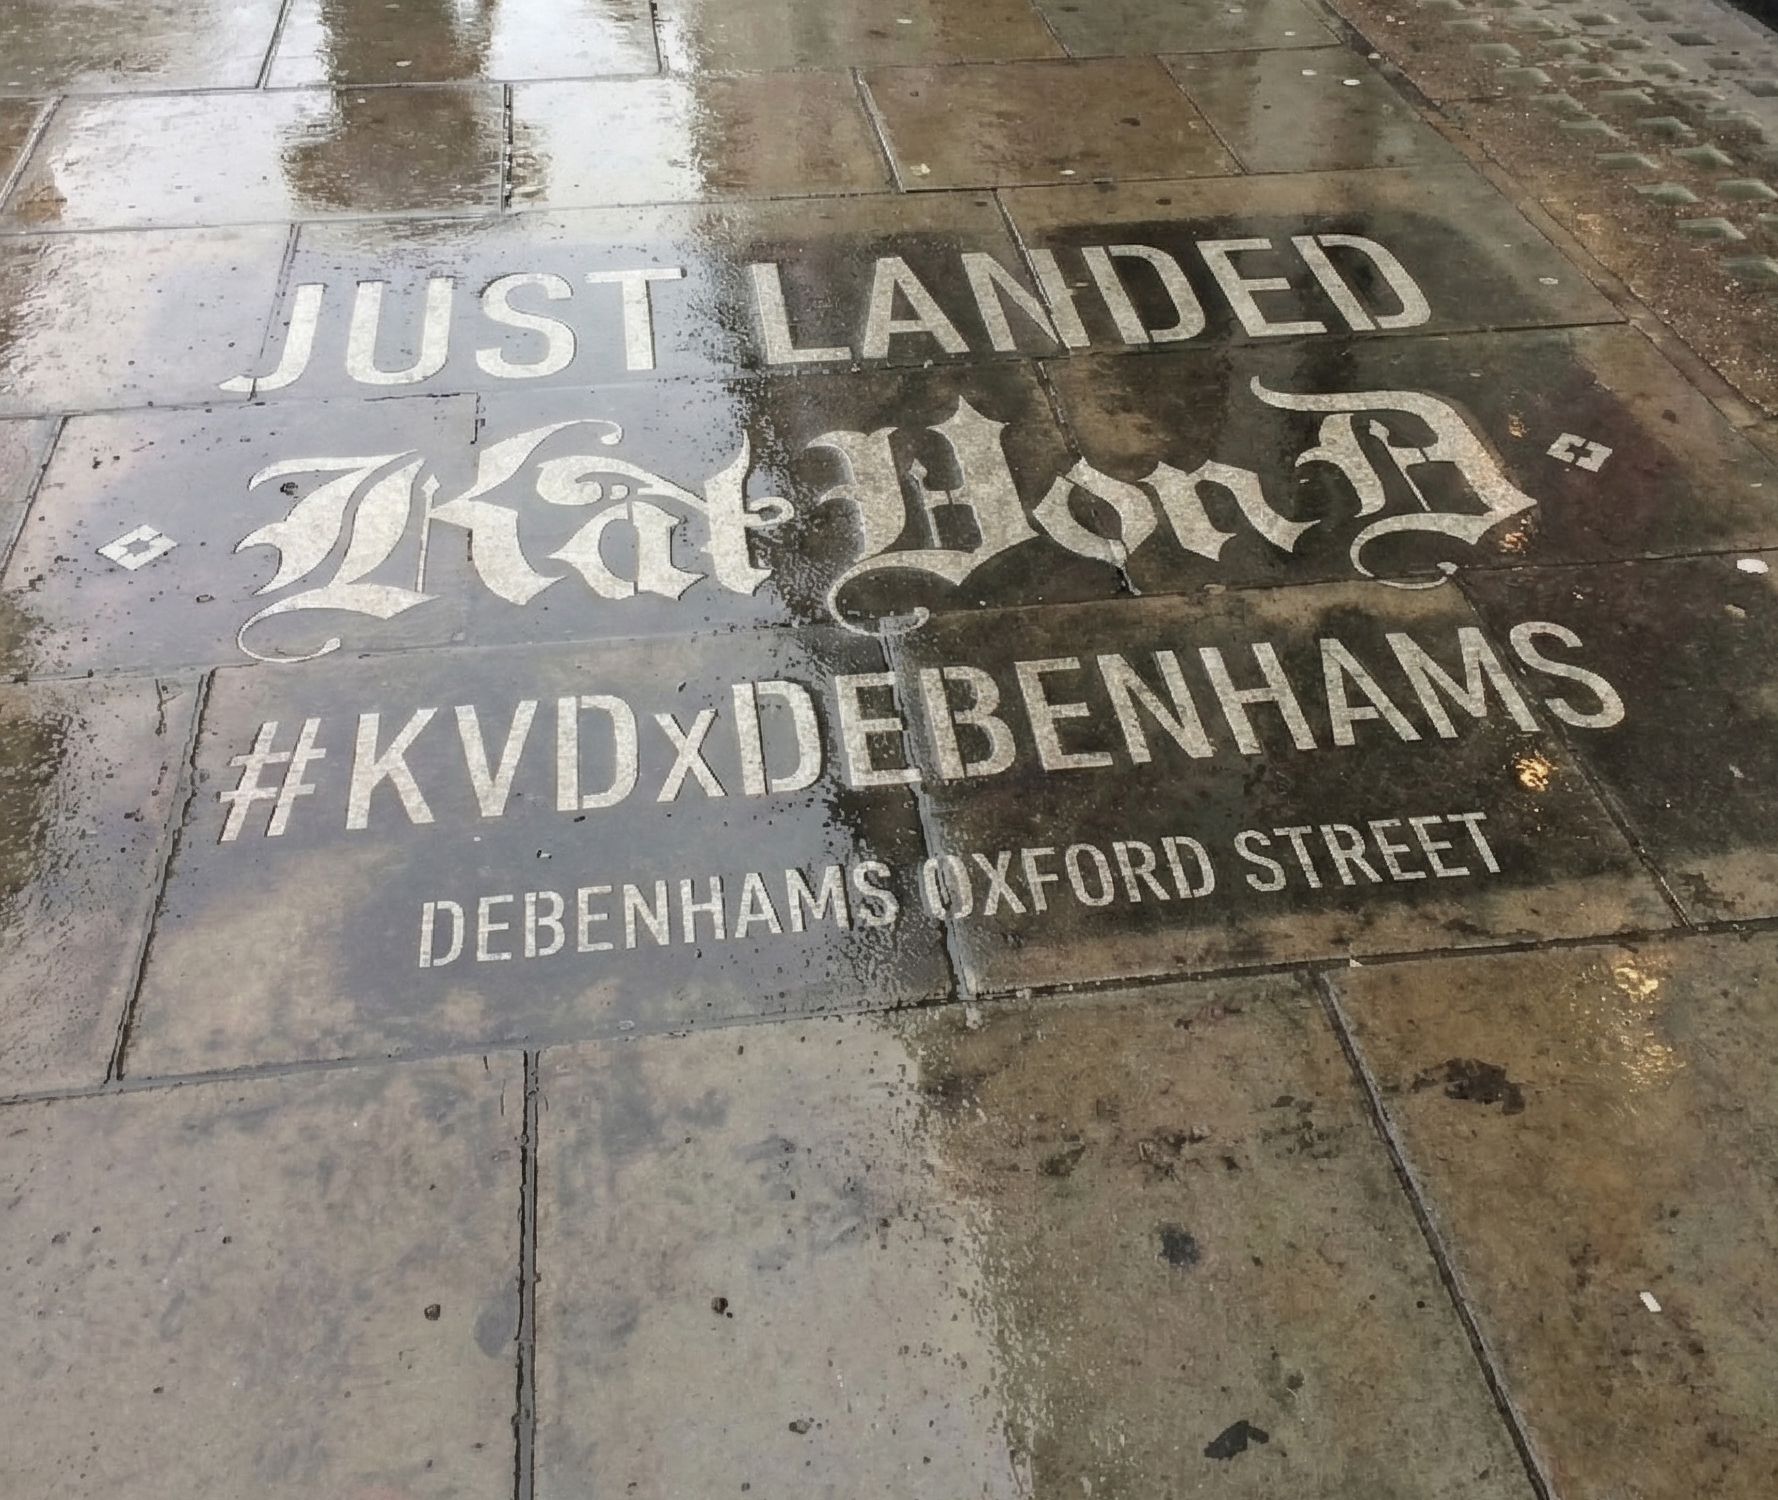 JUST LANDED
Kat Von D
#KVDxDEBENHAMS
DEBENHAMS OXFORD STREET